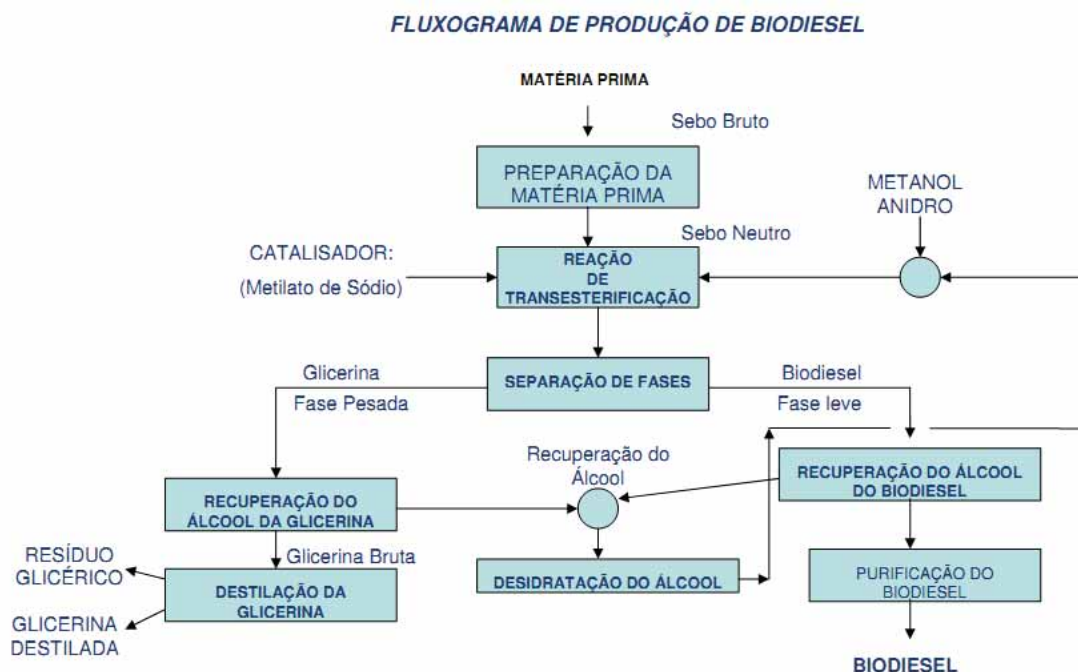 FLUXOGRAMA DE PRODUÇÃO DE BIODIESEL
MATÉRIA PRIMA
Sebo Bruto
PREPARAÇÃO DA
MATÉRIA PRIMA
METANOL
ANIDRO
Sebo Neutro
CATALISADOR:
(Metilato de Sódio)
REAÇÃO
DE
TRANSESTERIFICAÇÃO
Glicerina
Fase Pesada
SEPARAÇÃO DE FASES
Biodiesel
Fase leve
Recuperação do
Álcool
RECUPERAÇÃO DO
ÁLCOOL DA GLICERINA
RECUPERAÇÃO DO ÁLCOOL
DO BIODIESEL
Glicerina Bruta
RESÍDUO
GLICÉRICO
DESTILAÇÃO DA
GLICERINA
DESIDRATAÇÃO DO ÁLCOOL
PURIFICAÇÃO DO
BIODIESEL
GLICERINA
DESTILADA
BIODIESEL